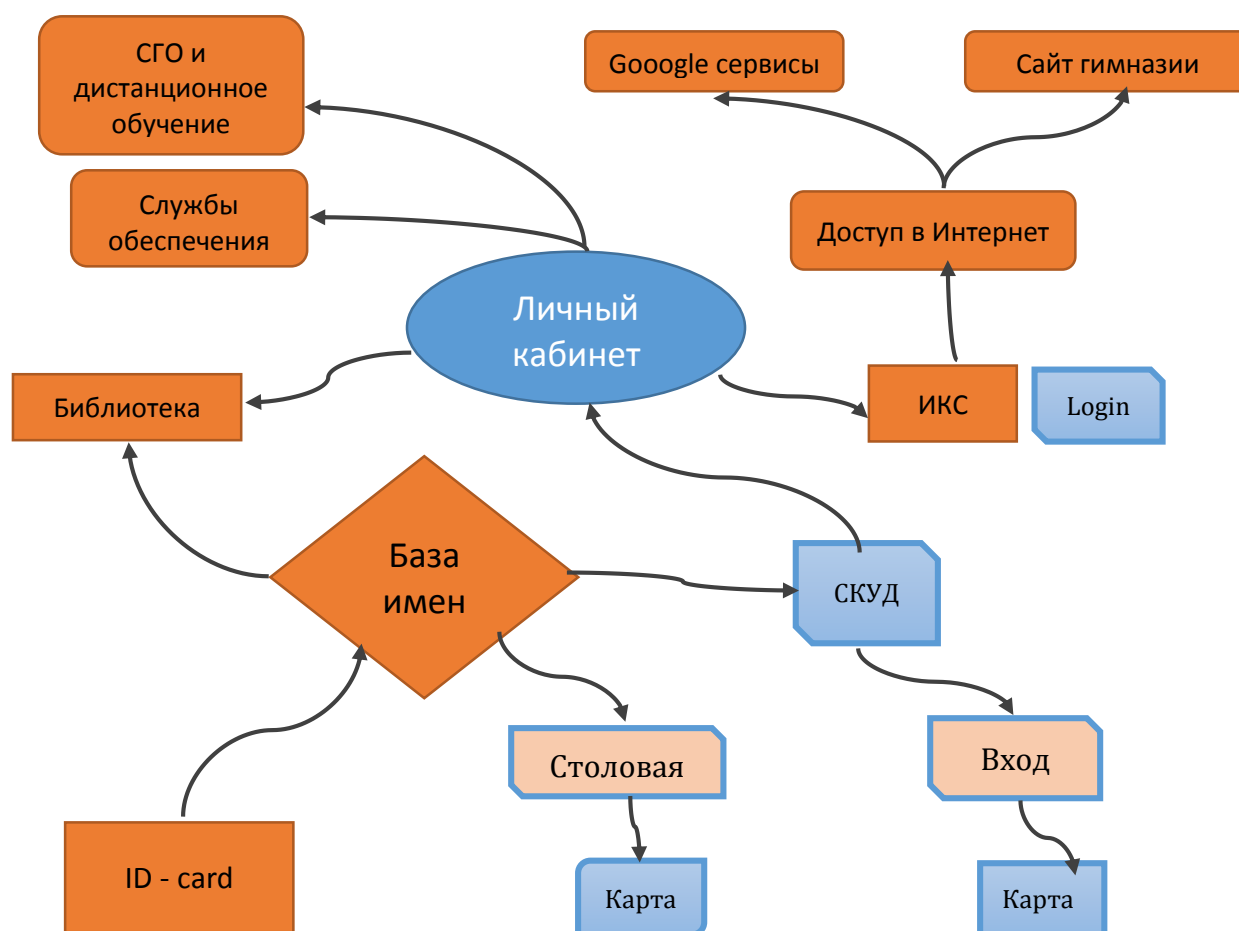 СГО и
дистанционное
обучение
Gooogle сервисы
Сайт гимназии
Службы
обеспечения
Доступ в Интернет
Личный
кабинет
Библиотека
ИКС
Login
База
имен
СКУД
Столовая
Вход
ID - card
Карта
Карта